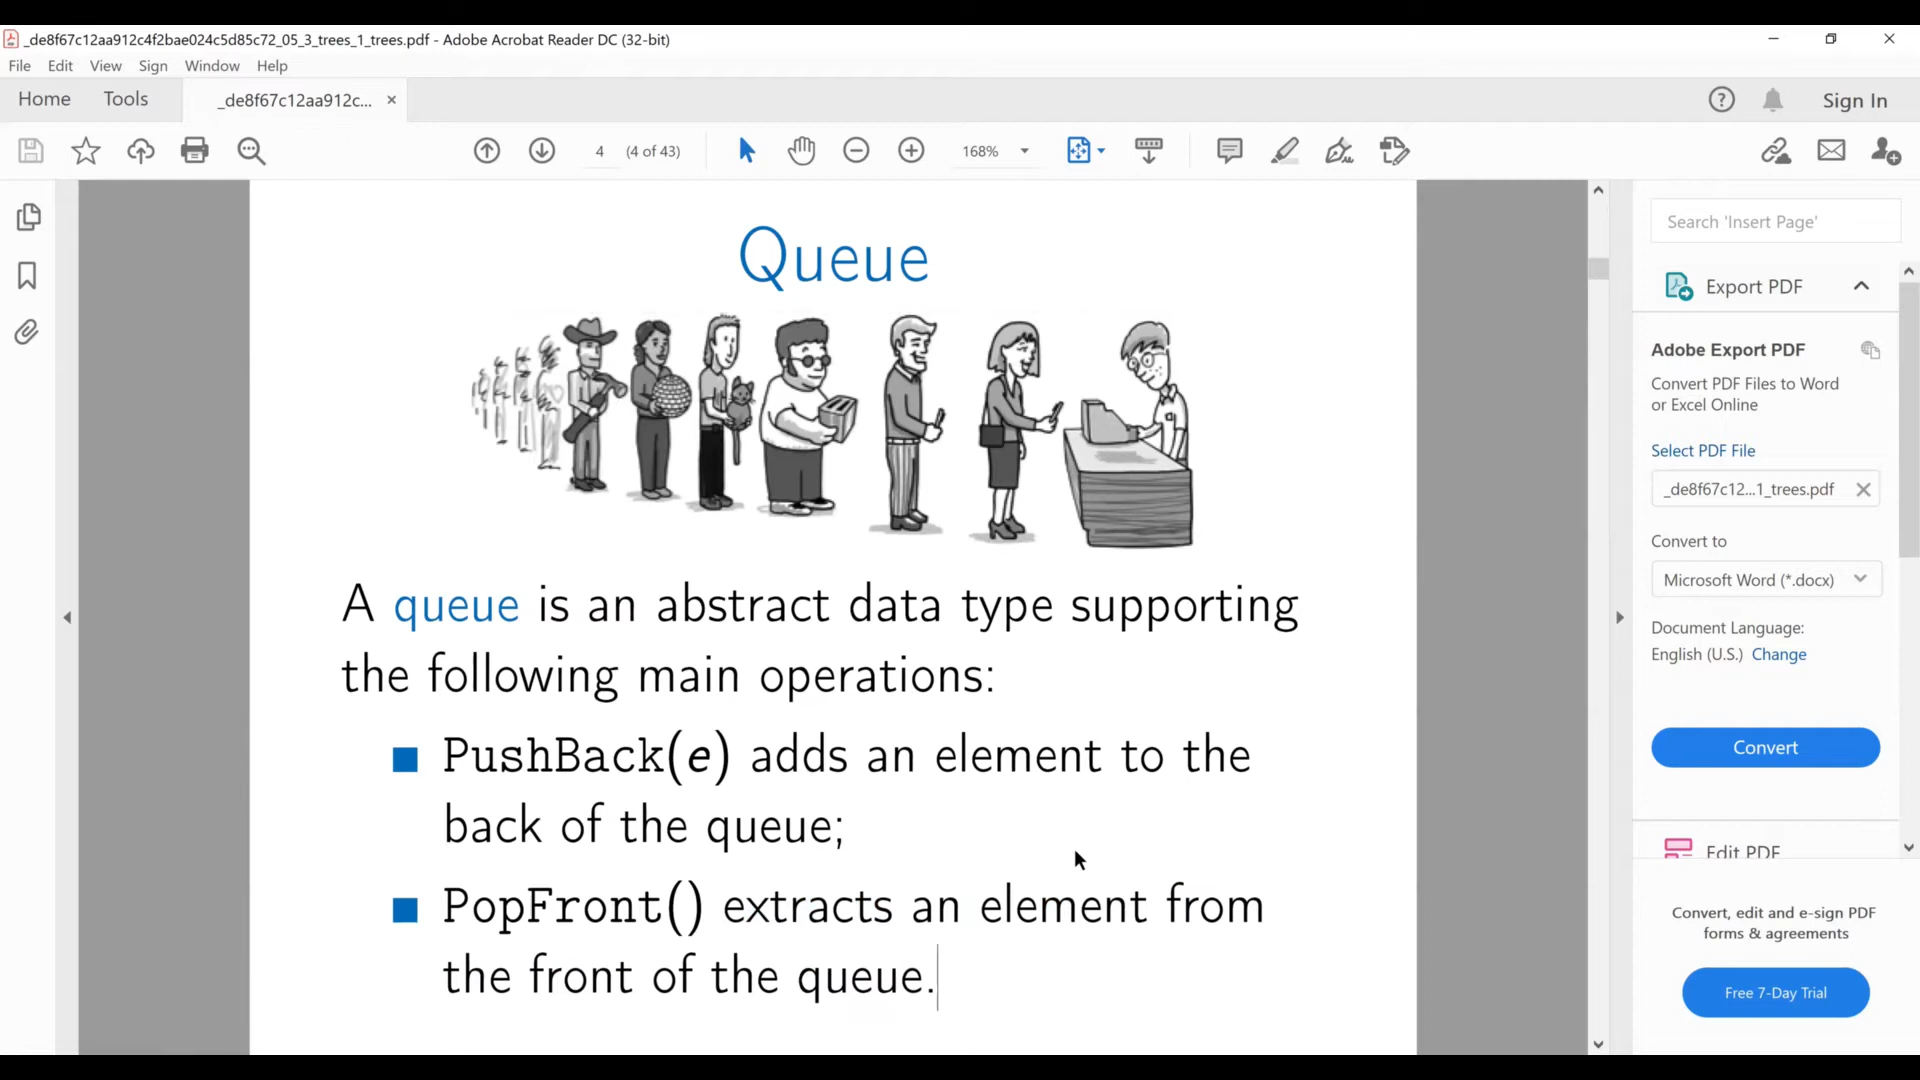 _de8f67c12aa912c4f2bae024c5d85c72_05_3_trees_1_trees.pdf - Adobe Acrobat Reader DC (32-bit)
File Edit View Sign Window Help
Home Tools _de8f67c12aa912c... Sign In
4 (4 of 43) 168%
Queue
A queue is an abstract data type supporting
the following main operations:
PushBack(e) adds an element to the
back of the queue;
PopFront() extracts an element from
the front of the queue.
Search 'Insert Page'
Export PDF
Adobe Export PDF
Convert PDF Files to Word
or Excel Online
Select PDF File
_de8f67c12...1_trees.pdf
Convert to
Microsoft Word (*.docx)
Document Language:
English (U.S.) Change
Convert
Edit PDF
Convert, edit and e-sign PDF
forms & agreements
Free 7-Day Trial